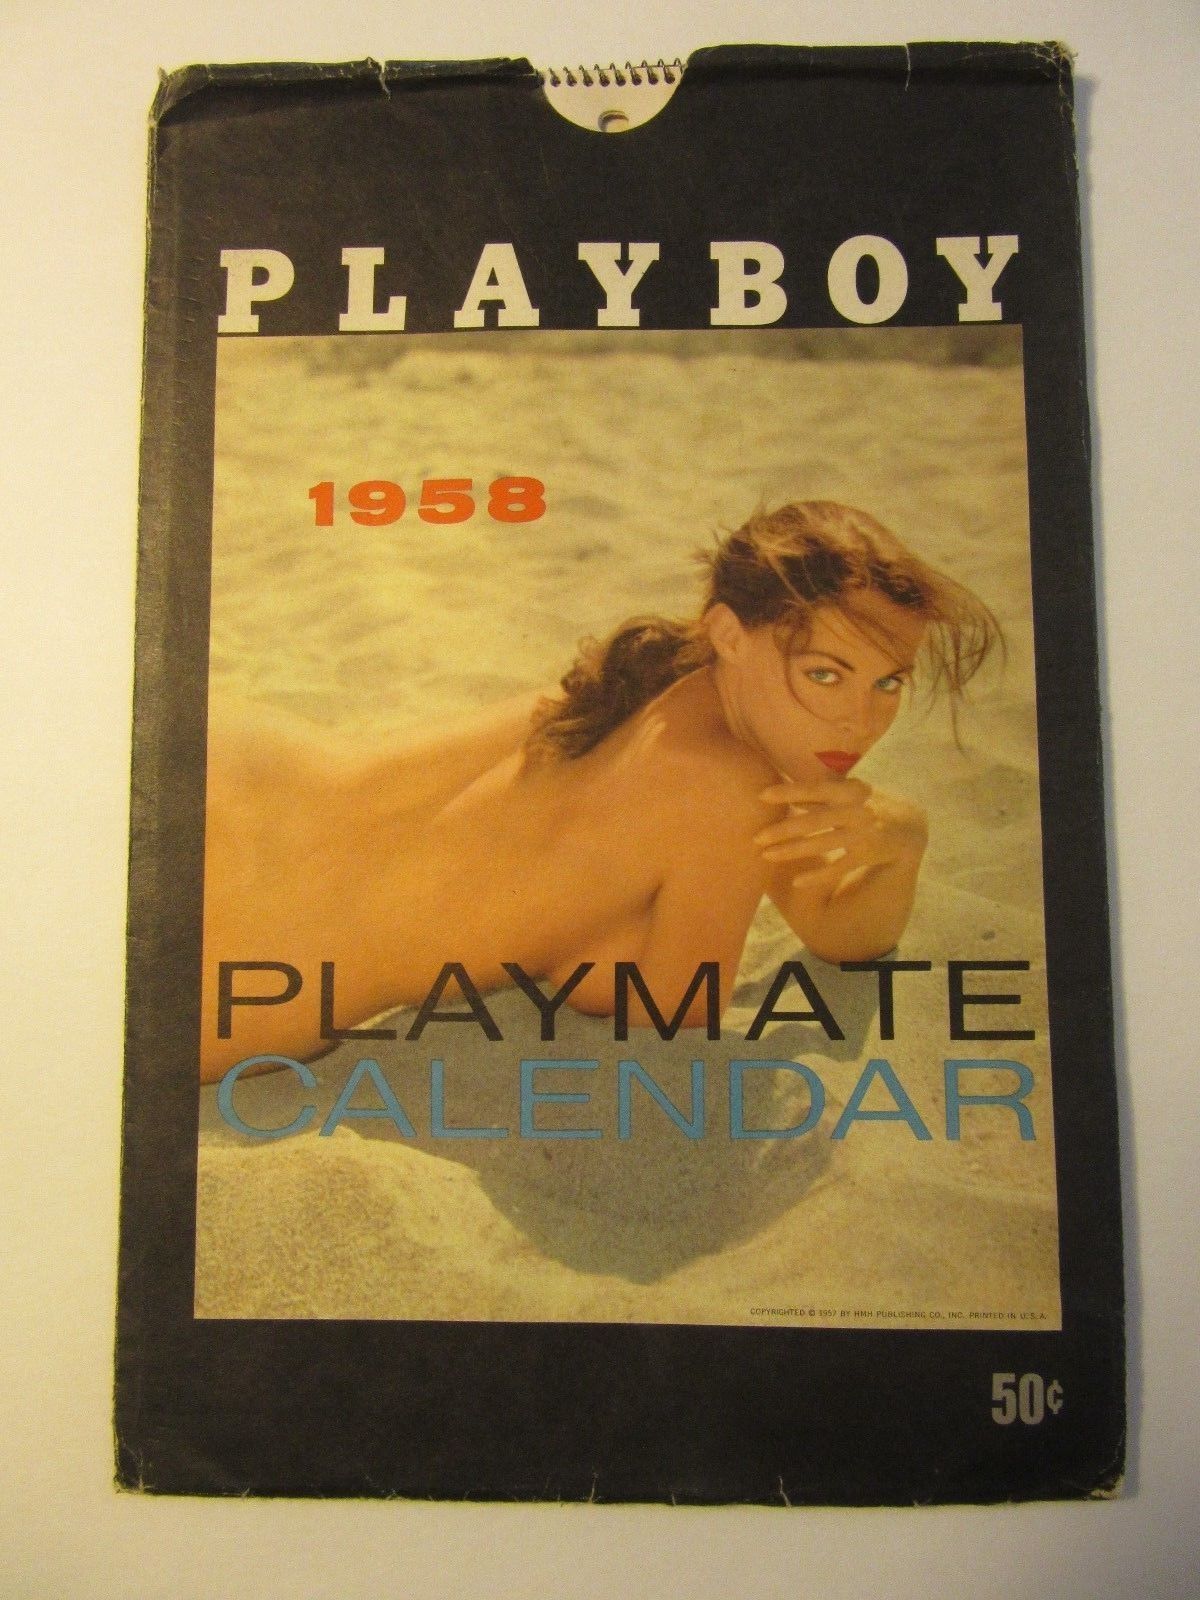 PLAYBOY
1958
PLAYMATE
CALENDAR
COPYRIGHTED © 1957 BY HMH PUBLISHING CO., INC. PRINTED IN U.S.A.
50¢